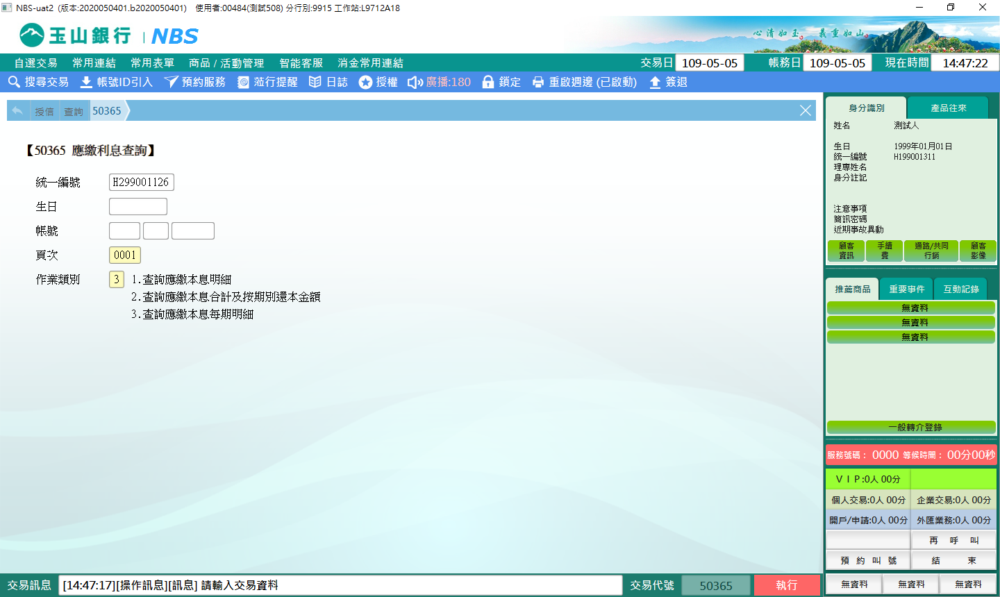 NBS-uat2 (版本:2020050401.b2020050401) 使用者:00484(測試508) 分行別:9915 工作站:L9712A18
玉山銀行 | NBS
心清如玉。義重如山。
自選交易 常用連結 常用表單 商品 / 活動管理 智能客服 消金常用連結 交易日 109-05-05 帳務日 109-05-05 現在時間 14:47:22
搜尋交易 帳號ID引入 預約服務 蒞行提醒 日誌 授權 廣播:180 鎖定 重啟週邊 (已啟動) 簽退
授信 查詢 50365
【50365 應繳利息查詢】
統一編號 H299001126
生日
帳號
頁次 0001
作業類別 3 1.查詢應繳本息明細
2.查詢應繳本息合計及按期別還本金額
3.查詢應繳本息每期明細
身分識別 產品往來
姓名 測試人
生日 1999年01月01日
統一編號 H199001311
理專姓名
身分註記
注意事項
簡訊密碼
近期事故異動
顧客資訊 手續費 通路/共同行銷 顧客影像
推薦商品 重要事件 互動記錄
無資料
無資料
無資料
一般轉介登錄
服務號碼： 0000 等候時間： 00分00秒
ＶＩＰ:0人 00分
個人交易:0人 00分 企業交易:0人 00分
開戶/申請:0人 00分 外匯業務:0人 00分
再 呼 叫
預 約 叫 號 結 束
無資料 無資料 無資料
交易訊息 [14:47:17][操作訊息][訊息] 請輸入交易資料 交易代號 50365 執行